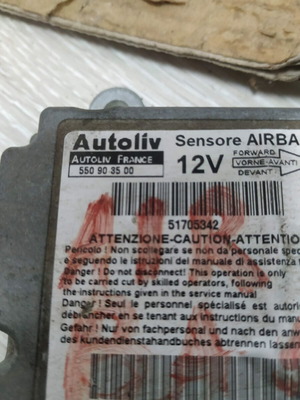 Autoliv Sensore AIRBA
AUTOLIV FRANCE 12V FORWARD
550 90 35 00 VORNE-AVANTI
DEVANT
51705342
ATTENZIONE-CAUTION-ATTENTIO
Pericolo ! Non scollegare se non da personale spec
e seguendo le istruzioni del manuale di assistenza t
Danger ! Do not disconnect! This operation is only
to be carried out by skilled operators, following
the instructions given in the service manual
Danger ! Seul le personnel spécialisé est autori
débrancher en se tenant aux instructions du manu
Gefahr ! Nur von fachpersonal und nach den anw
des kundendiensthandbuches abtrennen lassen